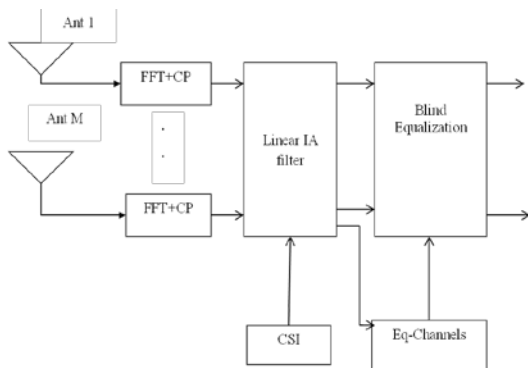 Ant 1
FFT+CP
Ant M
.
.
FFT+CP
Linear IA
filter
Blind
Equalization
CSI
Eq-Channels